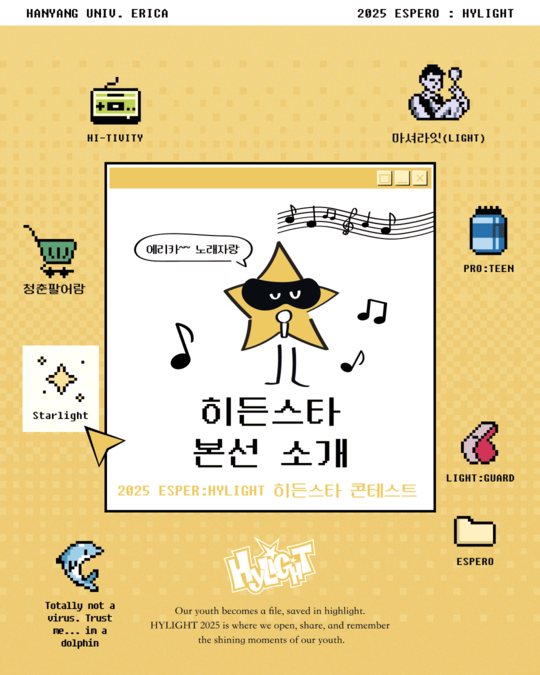 HANYANG UNIV. ERICA
2025 ESPERO : HYLIGHT
HI-TIVITY
마셔라잇(LIGHT)
에리카~~ 노래자랑
PRO:TEEN
청춘팔어람
Starlight
히든스타
본선 소개
2025 ESPER:HYLIGHT 히든스타 콘테스트
LIGHT:GUARD
ESPERO
HyLIGHT
Totally not a
virus. Trust
me... im a
dolphin
Our youth becomes a file, saved in highlight.
HYLIGHT 2025 is where we open, share, and remember
the shining moments of our youth.